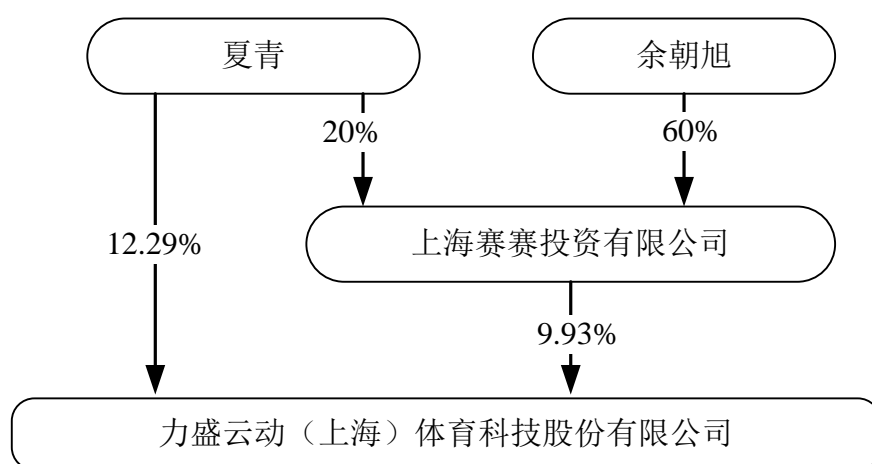 夏青
余朝旭
20%
60%
12.29%
上海赛赛投资有限公司
9.93%
力盛云动（上海）体育科技股份有限公司